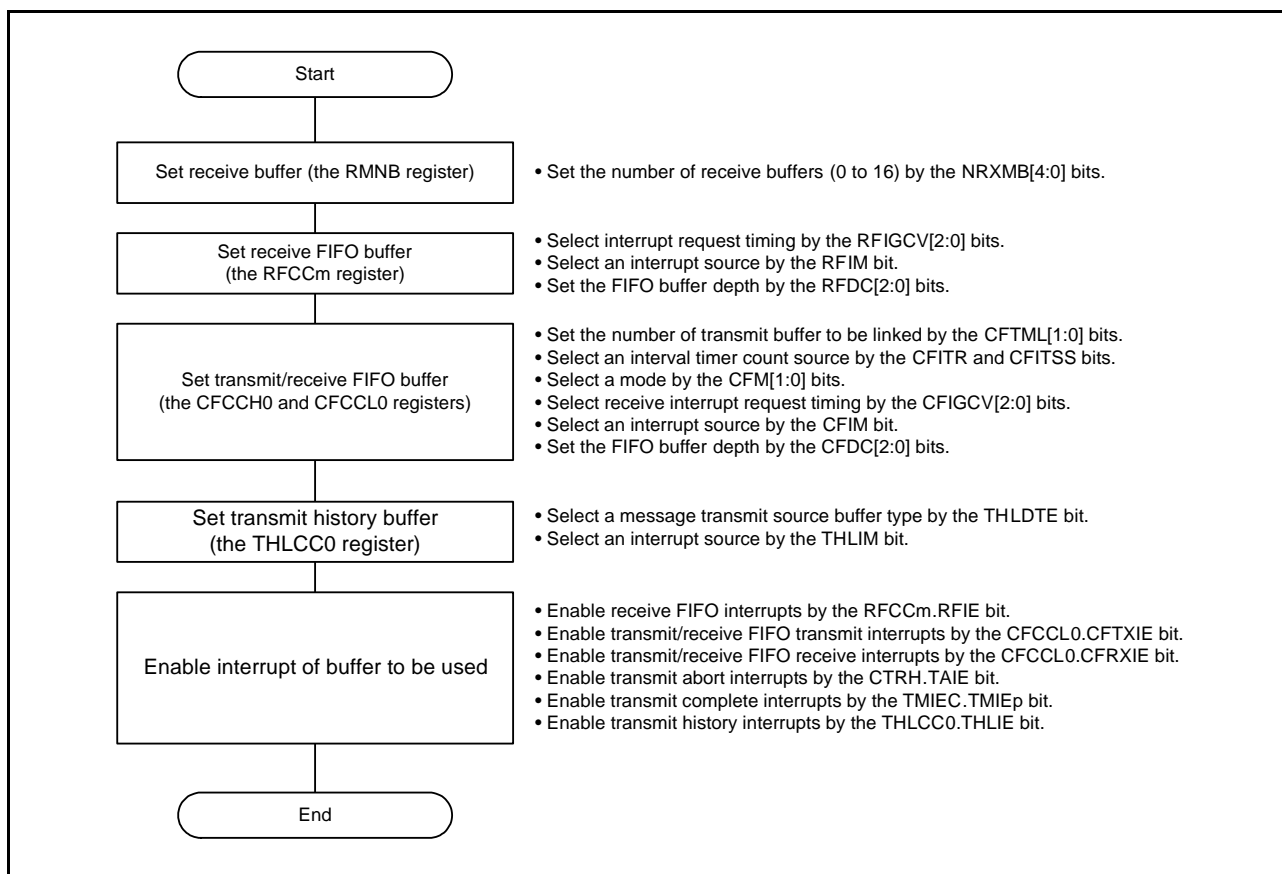 Start
Set receive buffer (the RMNB register)
• Set the number of receive buffers (0 to 16) by the NRXMB[4:0] bits.
Set receive FIFO buffer
(the RFCCm register)
• Select interrupt request timing by the RFIGCV[2:0] bits.
• Select an interrupt source by the RFIM bit.
• Set the FIFO buffer depth by the RFDC[2:0] bits.
Set transmit/receive FIFO buffer
(the CFCCH0 and CFCCL0 registers)
• Set the number of transmit buffer to be linked by the CFTML[1:0] bits.
• Select an interval timer count source by the CFITR and CFITSS bits.
• Select a mode by the CFM[1:0] bits.
• Select receive interrupt request timing by the CFIGCV[2:0] bits.
• Select an interrupt source by the CFIM bit.
• Set the FIFO buffer depth by the CFDC[2:0] bits.
Set transmit history buffer
(the THLCC0 register)
• Select a message transmit source buffer type by the THLDTE bit.
• Select an interrupt source by the THLIM bit.
Enable interrupt of buffer to be used
• Enable receive FIFO interrupts by the RFCCm.RFIE bit.
• Enable transmit/receive FIFO transmit interrupts by the CFCCL0.CFTXIE bit.
• Enable transmit/receive FIFO receive interrupts by the CFCCL0.CFRXIE bit.
• Enable transmit abort interrupts by the CTRH.TAIE bit.
• Enable transmit complete interrupts by the TMIEC.TMIEp bit.
• Enable transmit history interrupts by the THLCC0.THLIE bit.
End